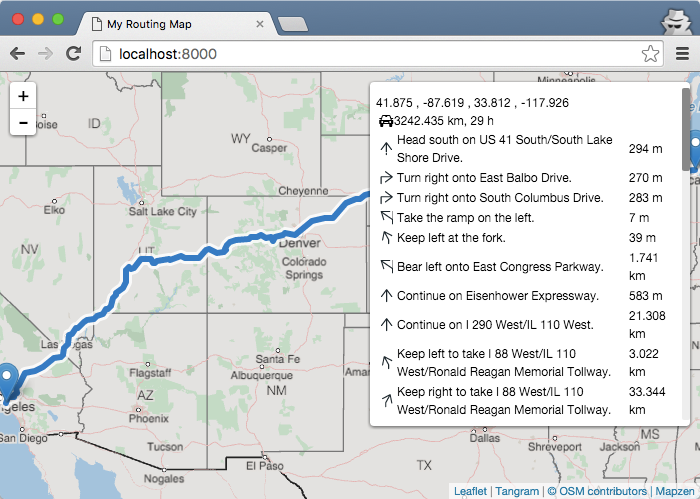 My Routing Map
localhost:8000
+
−
41.875 , -87.619 , 33.812 , -117.926
3242.435 km, 29 h
Head south on US 41 South/South Lake
Shore Drive.
294 m
Turn right onto East Balbo Drive.
270 m
Turn right onto South Columbus Drive.
283 m
Take the ramp on the left.
7 m
Keep left at the fork.
39 m
Bear left onto East Congress Parkway.
1.741
km
Continue on Eisenhower Expressway.
583 m
Continue on I 290 West/IL 110 West.
21.308
km
Keep left to take I 88 West/IL 110
West/Ronald Reagan Memorial Tollway.
3.022
km
Keep right to take I 88 West/IL 110
West/Ronald Reagan Memorial Tollway.
33.344
km
Minneapolis
Boise
ID
WY
Casper
Cheyenne
Elko
Salt Lake City
NV
UT
Denver
Colorado
Springs
Las Vegas
Flagstaff
Santa Fe
Albuquerque
AZ
NM
Phoenix
San Diego
Tucson
Nogales
El Paso
TX
Dallas
Shreveport
Jackson
MS
Leaflet | Tangram | © OSM contributors | Mapzen